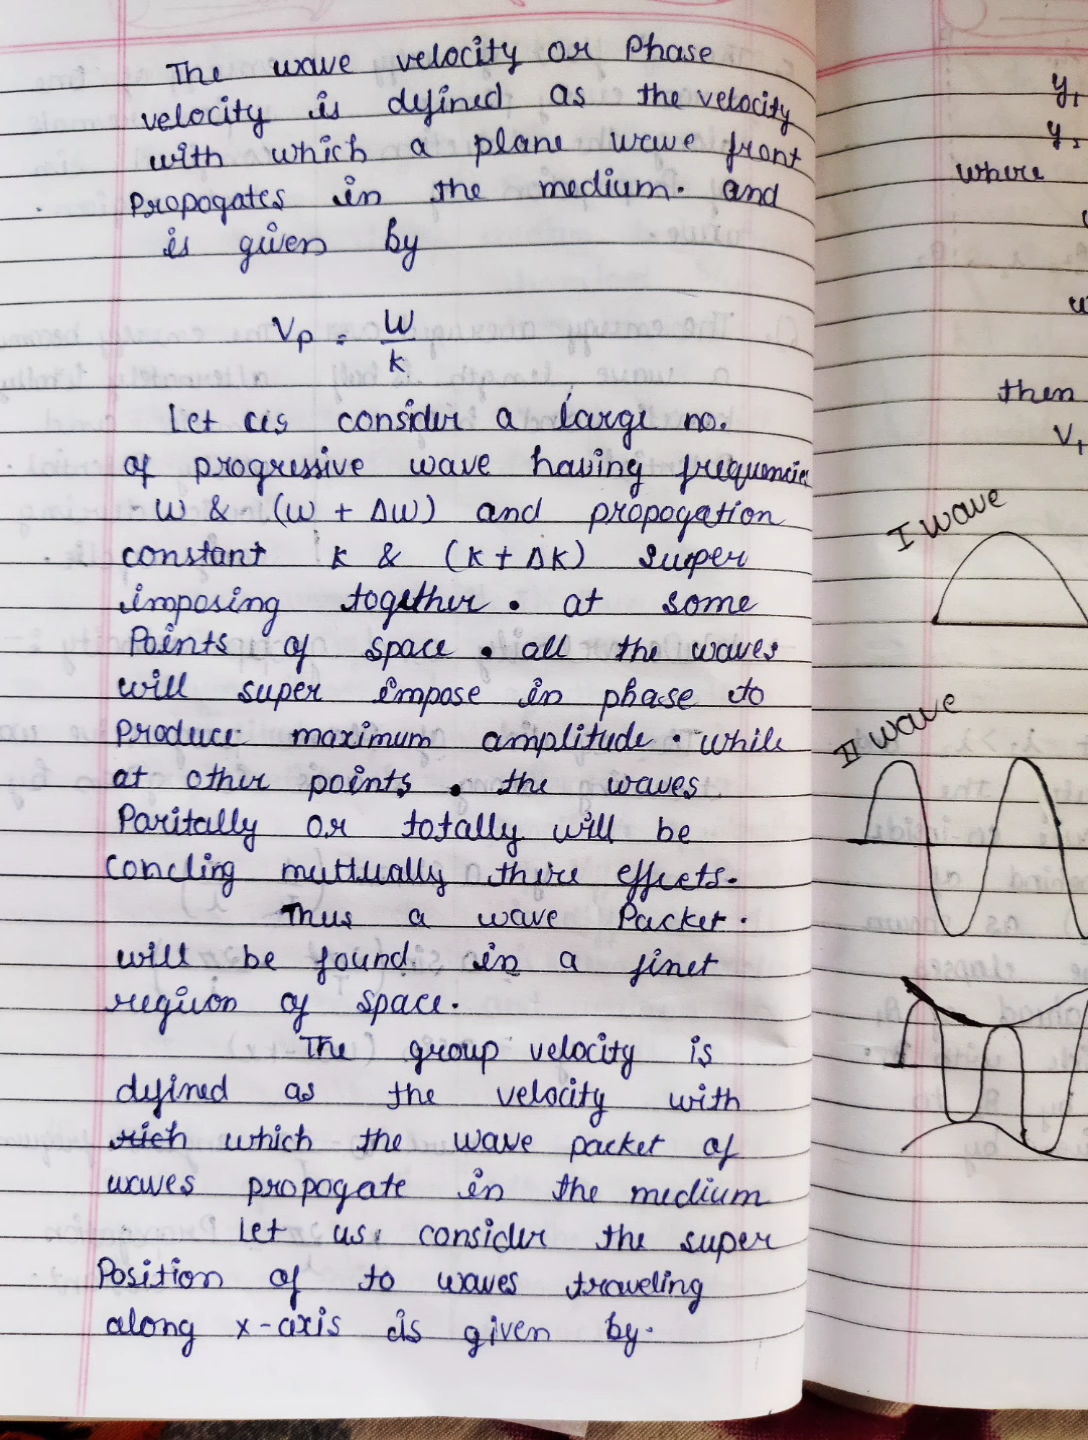 The wave velocity or Phase
velocity is defined as the velocity
with which a plane wave front
Propogates in the medium. and
is given by
Vp = W/k
Let us consider a large no.
of progressive wave having frequencies
W & (W + ΔW) and propogation
constant k & (k + Δk) super
imposing together. at some
Points of space. all the waves
will super impose in phase to
Produce maximum amplitude. while
at other points. the waves
Paritally or totally will be
concling muttually there effects.
Thus a wave Packet.
will be found in a finet
regiion of space.
The group velocity is
defined as the velocity with
which the wave packet of
waves propogate in the medium
Let us consider the super
Position of to waves traveling
along x-axis is given by.
y1
y2
where
then
V1
I wave
II wave